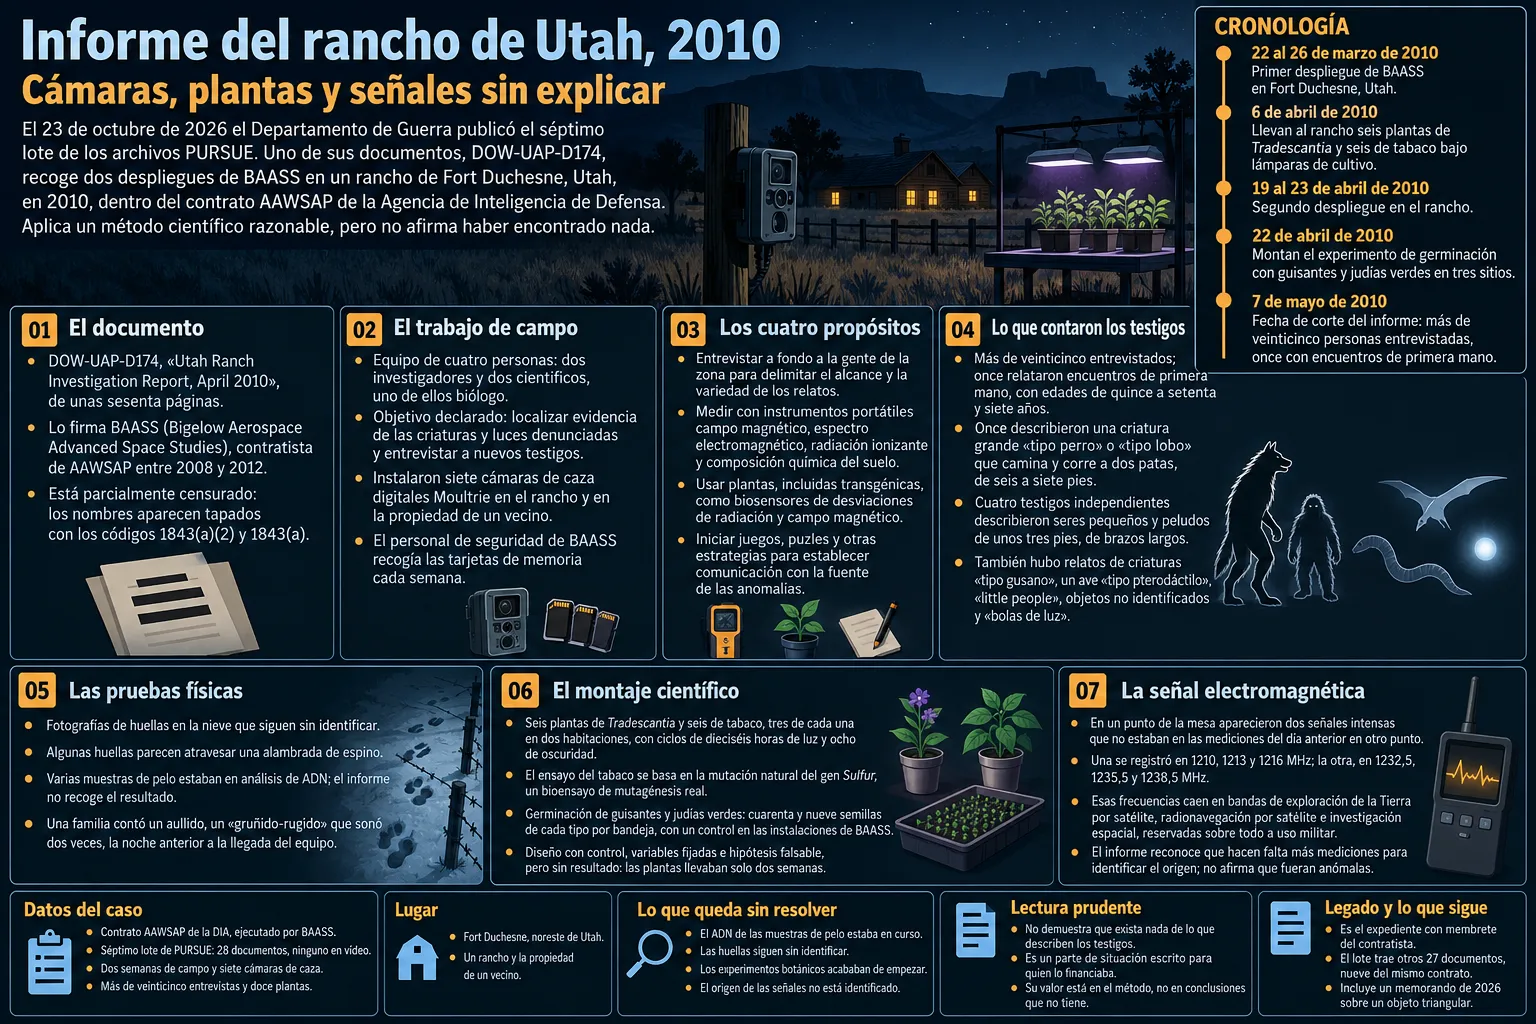 Informe del rancho de Utah, 2010
Cámaras, plantas y señales sin explicar
El 23 de octubre de 2026 el Departamento de Guerra publicó el séptimo
lote de los archivos PURSUE. Uno de sus documentos, DOW-UAP-D174,
recoge dos despliegues de BAASS en un rancho de Fort Duchesne, Utah,
en 2010, dentro del contrato AAWSAP de la Agencia de Inteligencia de Defensa.
Aplica un método científico razonable, pero no afirma haber encontrado nada.
CRONOLOGÍA
22 al 26 de marzo de 2010
Primer despliegue de BAASS
en Fort Duchesne, Utah.
6 de abril de 2010
Llevan al rancho seis plantas de
Tradescantia y seis de tabaco bajo
lámparas de cultivo.
19 al 23 de abril de 2010
Segundo despliegue en el rancho.
22 de abril de 2010
Montan el experimento de germinación
con guisantes y judías verdes en tres sitios.
7 de mayo de 2010
Fecha de corte del informe: más de
veinticinco personas entrevistadas,
once con encuentros de primera mano.
01 El documento
• DOW-UAP-D174, «Utah Ranch
Investigation Report, April 2010»,
de unas sesenta páginas.
• Lo firma BAASS (Bigelow Aerospace
Advanced Space Studies), contratista
de AAWSAP entre 2008 y 2012.
• Está parcialmente censurado:
los nombres aparecen tapados
con los códigos 1843(a)(2) y 1843(a).
02 El trabajo de campo
• Equipo de cuatro personas: dos
investigadores y dos científicos,
uno de ellos biólogo.
• Objetivo declarado: localizar evidencia
de las criaturas y luces denunciadas
y entrevistar a nuevos testigos.
• Instalaron siete cámaras de caza
digitales Moultrie en el rancho y en
la propiedad de un vecino.
• El personal de seguridad de BAASS
recogía las tarjetas de memoria
cada semana.
03 Los cuatro propósitos
• Entrevistar a fondo a la gente de la
zona para delimitar el alcance y la
variedad de los relatos.
• Medir con instrumentos portátiles
campo magnético, espectro
electromagnético, radiación ionizante
y composición química del suelo.
• Usar plantas, incluidas transgénicas,
como biosensores de desviaciones
de radiación y campo magnético.
• Iniciar juegos, puzles y otras
estrategias para establecer
comunicación con la fuente
de las anomalías.
04 Lo que contaron los testigos
• Más de veinticinco entrevistados;
once relataron encuentros de primera
mano, con edades de quince a setenta
y siete años.
• Once describieron una criatura
grande «tipo perro» o «tipo lobo»
que camina y corre a dos patas,
de seis a siete pies.
• Cuatro testigos independientes
describieron seres pequeños y peludos
de unos tres pies, de brazos largos.
• También hubo relatos de criaturas
«tipo gusano», un ave «tipo pterodáctilo»,
«little people», objetos no identificados
y «bolas de luz».
05 Las pruebas físicas
• Fotografías de huellas en la nieve que siguen sin identificar.
• Algunas huellas parecen atravesar una alambrada de espino.
• Varias muestras de pelo estaban en análisis de ADN; el informe
no recoge el resultado.
• Una familia contó un aullido, un «gruñido-rugido» que sonó
dos veces, la noche anterior a la llegada del equipo.
06 El montaje científico
• Seis plantas de Tradescantia y seis de tabaco, tres de cada una
en dos habitaciones, con ciclos de dieciséis horas de luz y ocho
de oscuridad.
• El ensayo del tabaco se basa en la mutación natural del gen Sulfur,
un bioensayo de mutagénesis real.
• Germinación de guisantes y judías verdes: cuarenta y nueve semillas
de cada tipo por bandeja, con un control en las instalaciones de BAASS.
• Diseño con control, variables fijadas e hipótesis falsable,
pero sin resultado: las plantas llevaban solo dos semanas.
07 La señal electromagnética
• En un punto de la mesa aparecieron dos señales intensas
que no estaban en las mediciones del día anterior en otro punto.
• Una se registró en 1210, 1213 y 1216 MHz; la otra, en 1232,5,
1235,5 y 1238,5 MHz.
• Esas frecuencias caen en bandas de exploración de la Tierra
por satélite, radionavegación por satélite e investigación
espacial, reservadas sobre todo a uso militar.
• El informe reconoce que hacen falta más mediciones para
identificar el origen; no afirma que fueran anómalas.
Datos del caso
• Contrato AAWSAP de la DIA, ejecutado por BAASS.
• Séptimo lote de PURSUE: 28 documentos, ninguno en vídeo.
• Dos semanas de campo y siete cámaras de caza.
• Más de veinticinco entrevistas y doce plantas.
Lugar
• Fort Duchesne, noreste de Utah.
• Un rancho y la propiedad
de un vecino.
Lo que queda sin resolver
• El ADN de las muestras de pelo estaba en curso.
• Las huellas siguen sin identificar.
• Los experimentos botánicos acababan de empezar.
• El origen de las señales no está identificado.
Lectura prudente
• No demuestra que exista nada de lo que
describen los testigos.
• Es un parte de situación escrito para
quien lo financiaba.
• Su valor está en el método, no en conclusiones
que no tiene.
Legado y lo que sigue
• Es el expediente con membrete
del contratista.
• El lote trae otros 27 documentos,
nueve del mismo contrato.
• Incluye un memorando de 2026
sobre un objeto triangular.